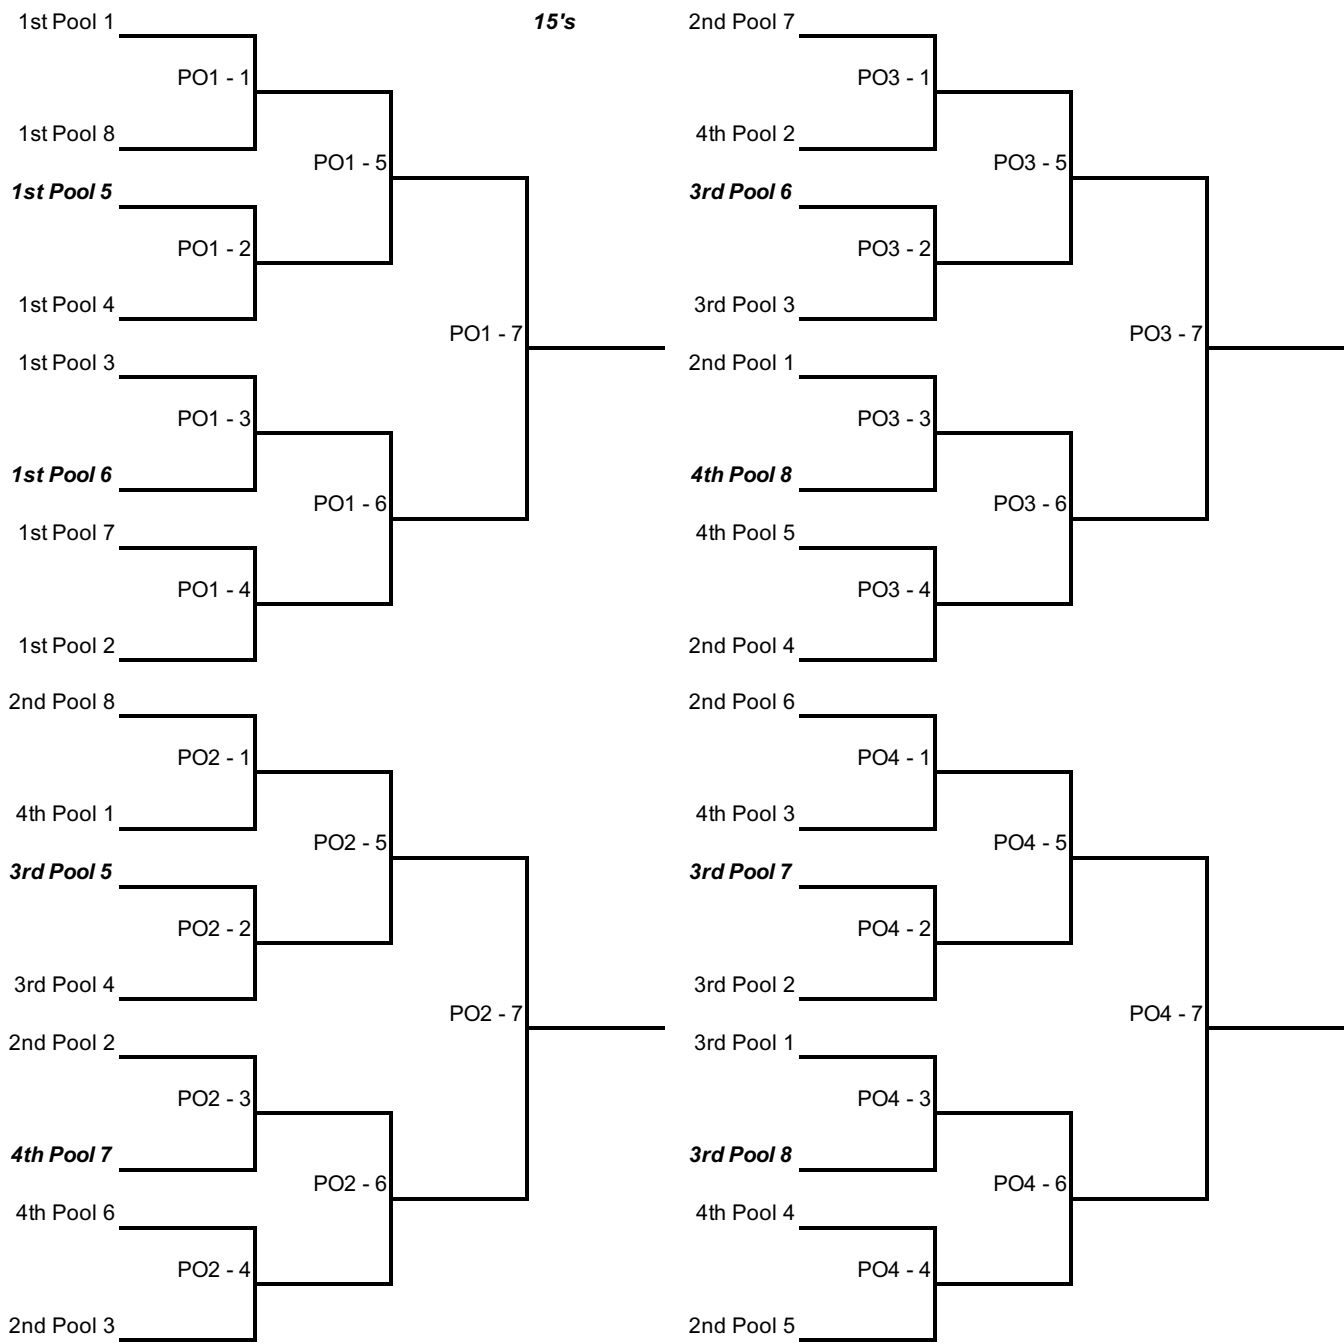 15's
1st Pool 1
PO1 - 1
1st Pool 8
PO1 - 5
1st Pool 5
PO1 - 2
1st Pool 4
PO1 - 7
1st Pool 3
PO1 - 3
1st Pool 6
PO1 - 6
1st Pool 7
PO1 - 4
1st Pool 2
2nd Pool 8
PO2 - 1
4th Pool 1
PO2 - 5
3rd Pool 5
PO2 - 2
3rd Pool 4
PO2 - 7
2nd Pool 2
PO2 - 3
4th Pool 7
PO2 - 6
4th Pool 6
PO2 - 4
2nd Pool 3
2nd Pool 7
PO3 - 1
4th Pool 2
PO3 - 5
3rd Pool 6
PO3 - 2
3rd Pool 3
PO3 - 7
2nd Pool 1
PO3 - 3
4th Pool 8
PO3 - 6
4th Pool 5
PO3 - 4
2nd Pool 4
2nd Pool 6
PO4 - 1
4th Pool 3
PO4 - 5
3rd Pool 7
PO4 - 2
3rd Pool 2
PO4 - 7
3rd Pool 1
PO4 - 3
3rd Pool 8
PO4 - 6
4th Pool 4
PO4 - 4
2nd Pool 5